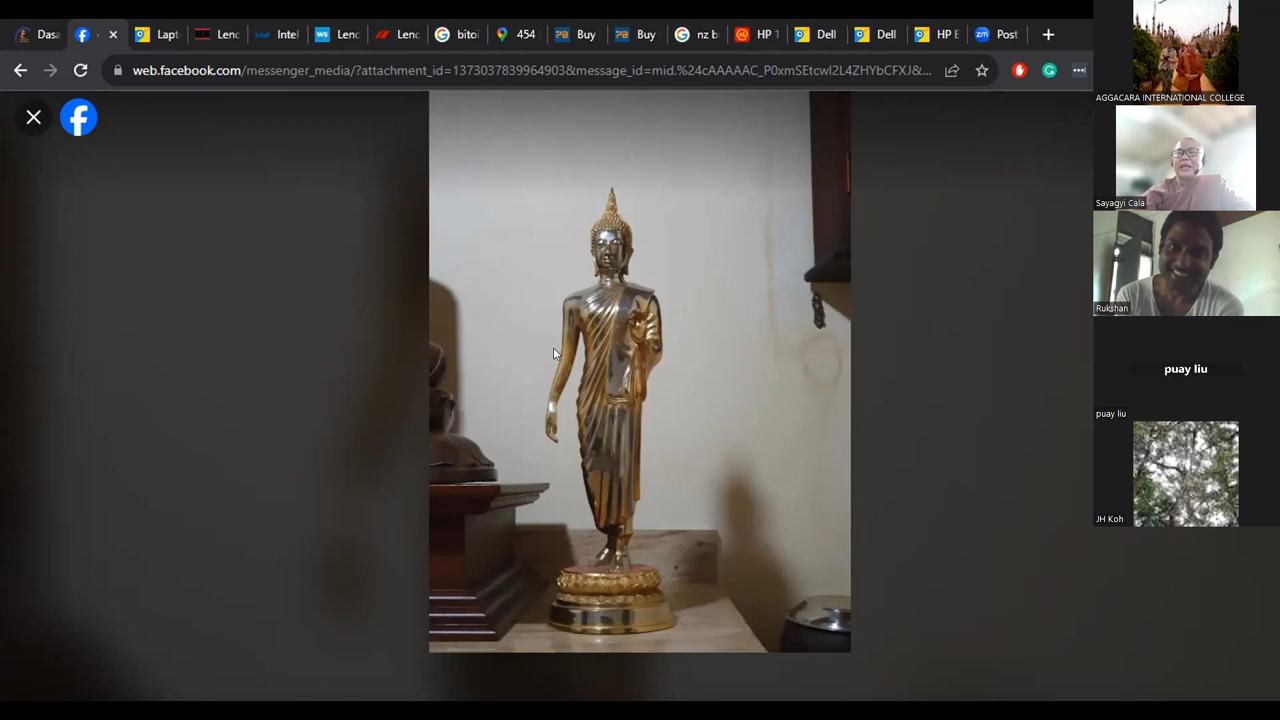 Dasa
Lapt
Lenc
Intel
Lenc
Lenc
bitoi
454
Buy
Buy
nz b
HP 1
Dell
Dell
HP E
Post
web.facebook.com/messenger_media/?attachment_id=1373037839964903&message_id=mid.%24cAAAAAC_P0xmSEtcwI2L4ZHYbCFXJ&...
AGGACARA INTERNATIONAL COLLEGE
Sayagyi Cala
Rukshan
puay liu
puay liu
JH Koh